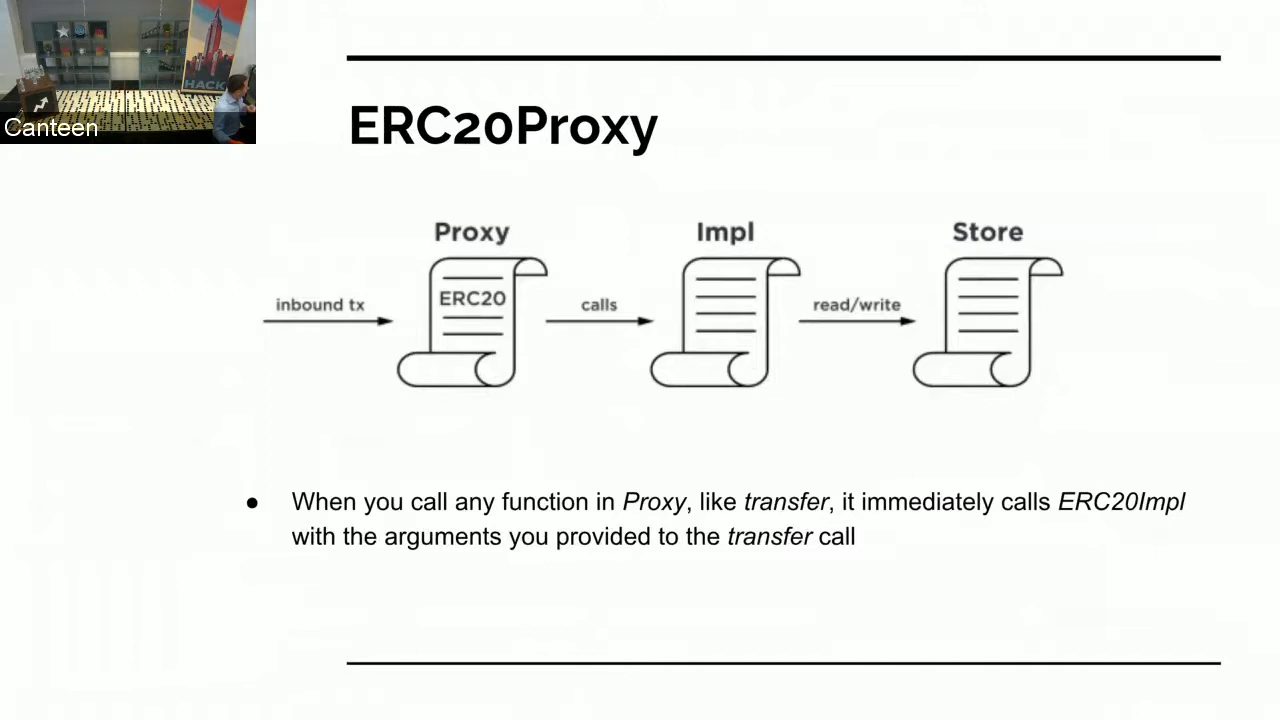 HACK
Canteen
ERC20Proxy
Proxy
Impl
Store
inbound tx
ERC20
calls
read/write
● When you call any function in Proxy, like transfer, it immediately calls ERC20Impl
with the arguments you provided to the transfer call